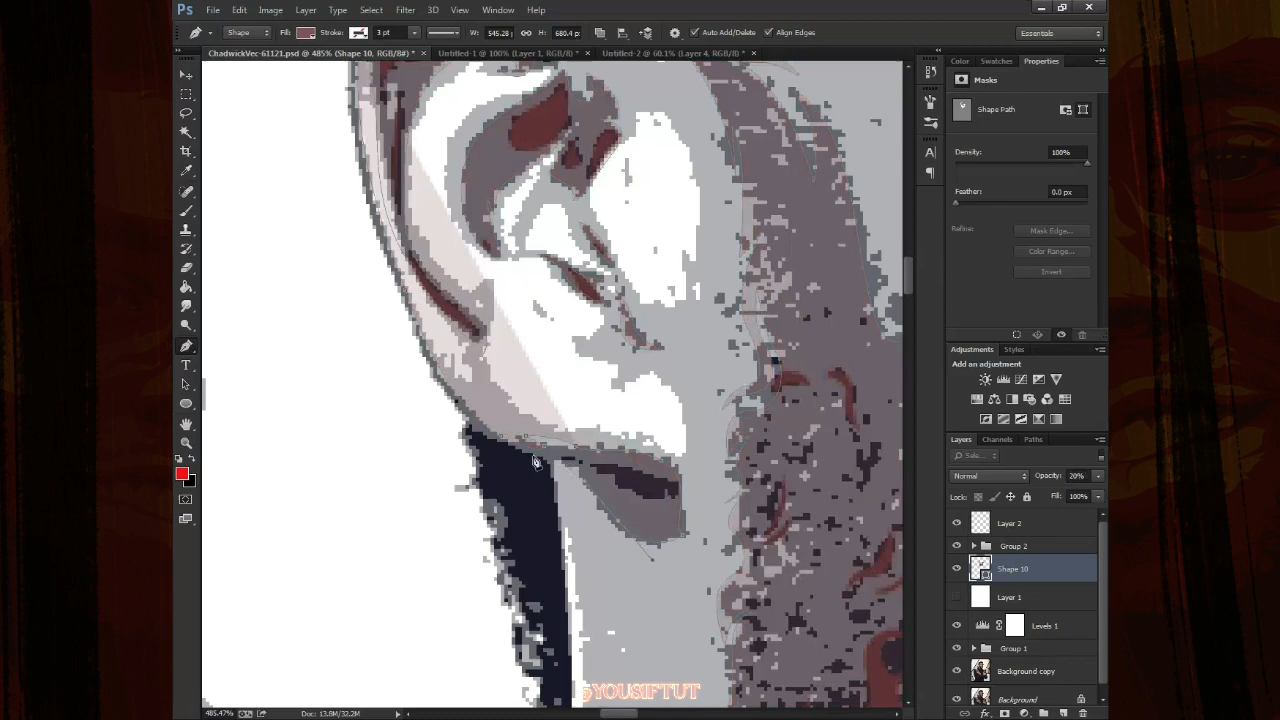 Ps File Edit Image Layer Type Select Filter 3D View Window Help
Shape Fill: Stroke: 3 pt W: 545.28 H: 680.4 p Auto Add/Delete Align Edges Essentials
ChadwickVec-61121.psd @ 485% (Shape 10, RGB/8#) * × Untitled-1 @ 100% (Layer 1, RGB/8) * × Untitled-2 @ 60.1% (Layer 4, RGB/8) * ×
Color Swatches Properties
Masks
Shape Path
Density: 100%
Feather: 0.0 px
Refine: Mask Edge...
Color Range...
Invert
Adjustments Styles
Add an adjustment
Layers Channels Paths
Sele...
Normal Opacity: 20%
Lock: Fill: 100%
Layer 2
Group 2
Shape 10
Layer 1
Levels 1
Group 1
Background copy
Background
@YOUSIFTUT
485.47% Doc: 13.8M/32.2M